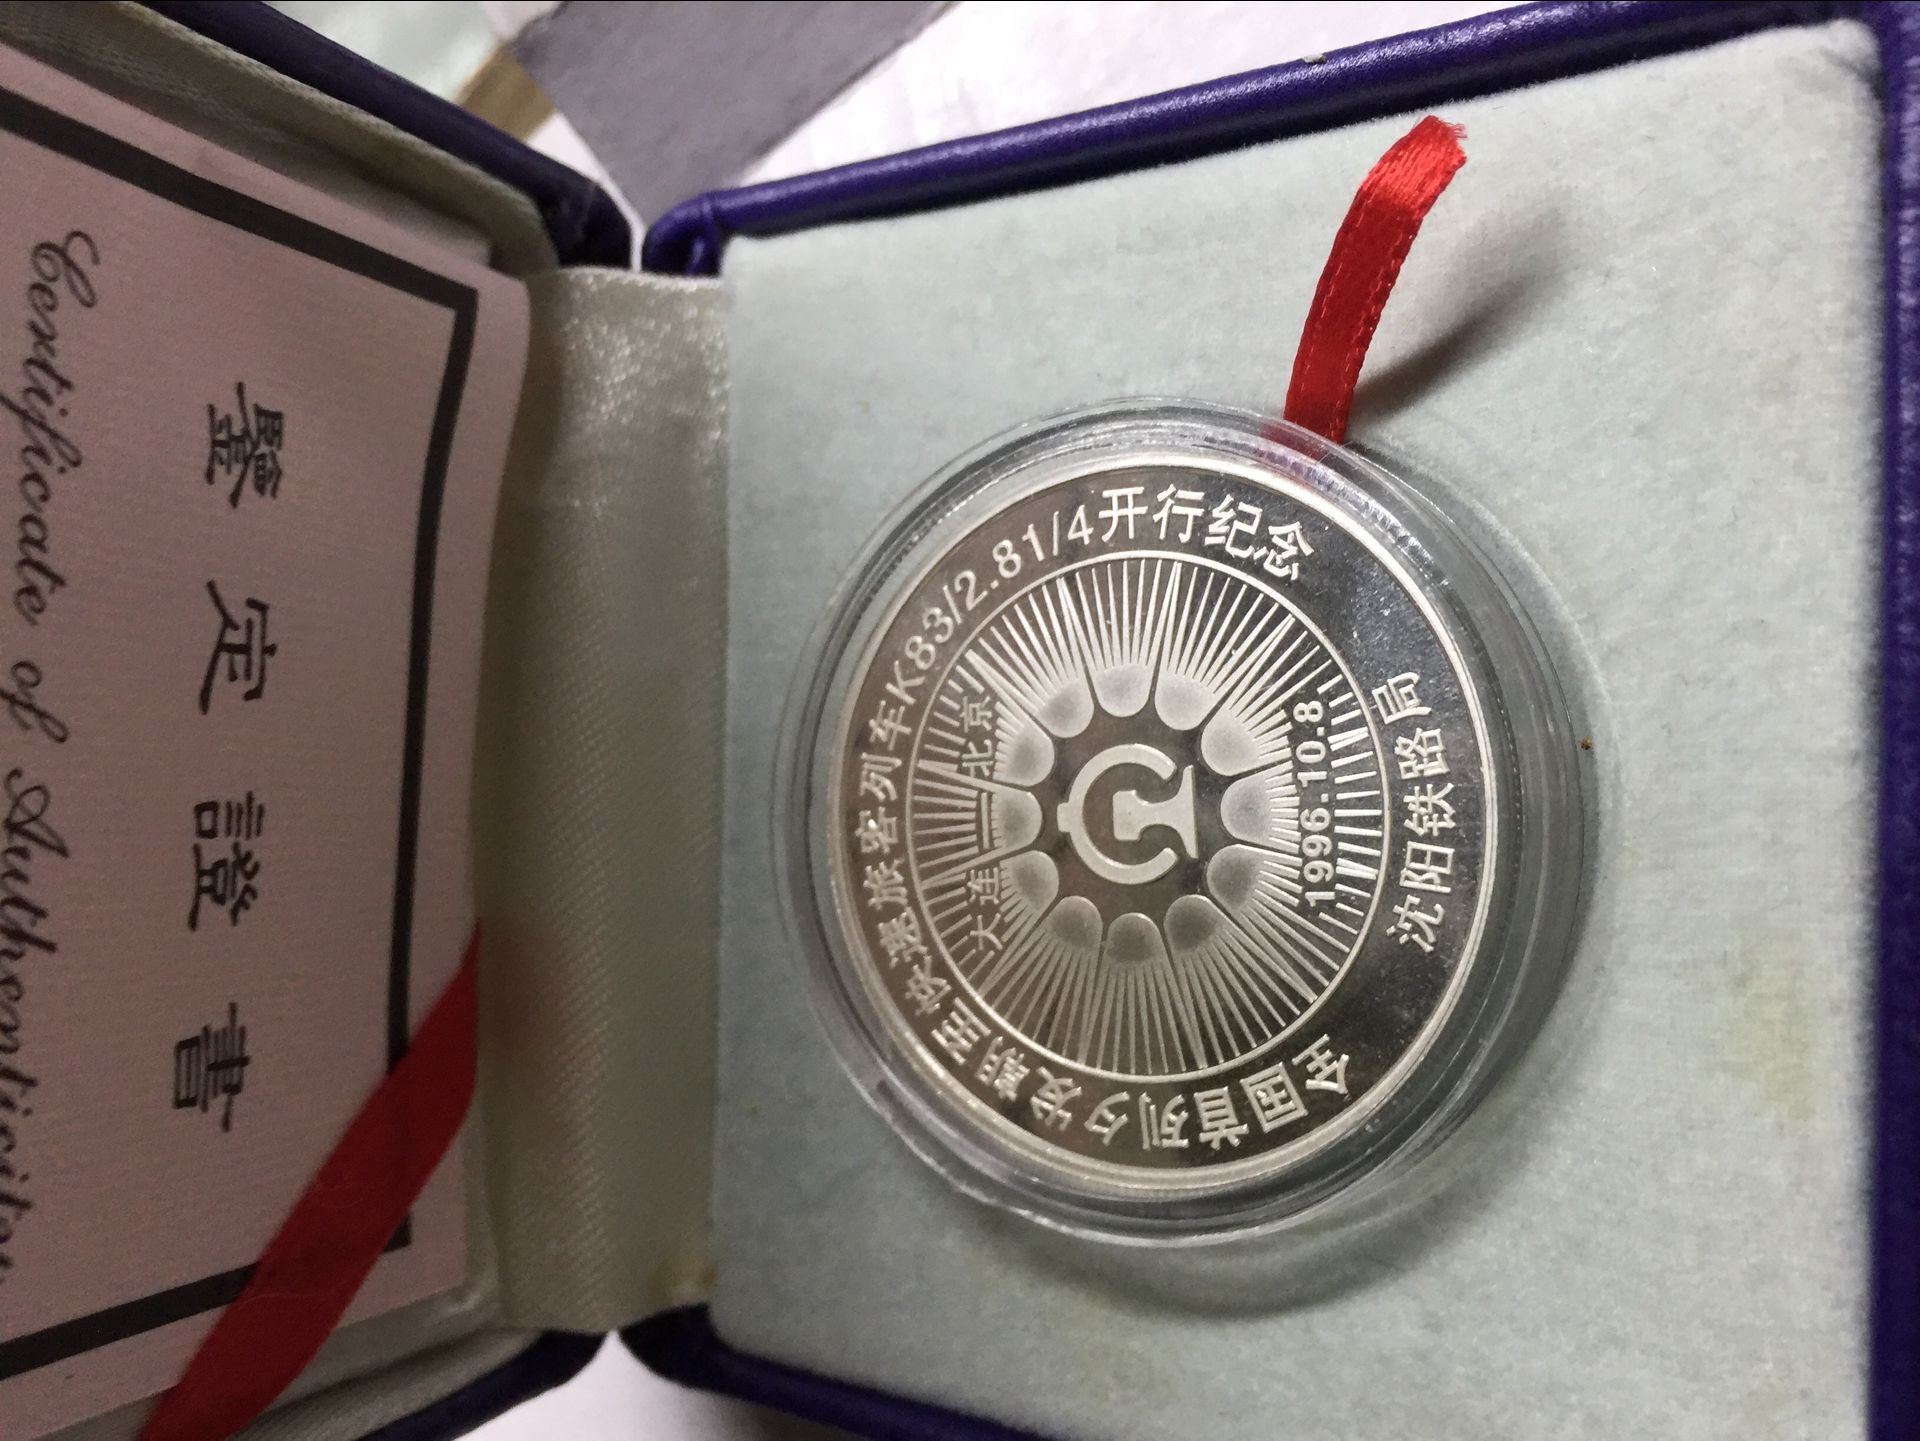 鑒定證書
Certificate of Authenticity
全国首列夕发朝至快速旅客列车K83/2.81/4开行纪念
大连—北京
1996.10.8
沈阳铁路局